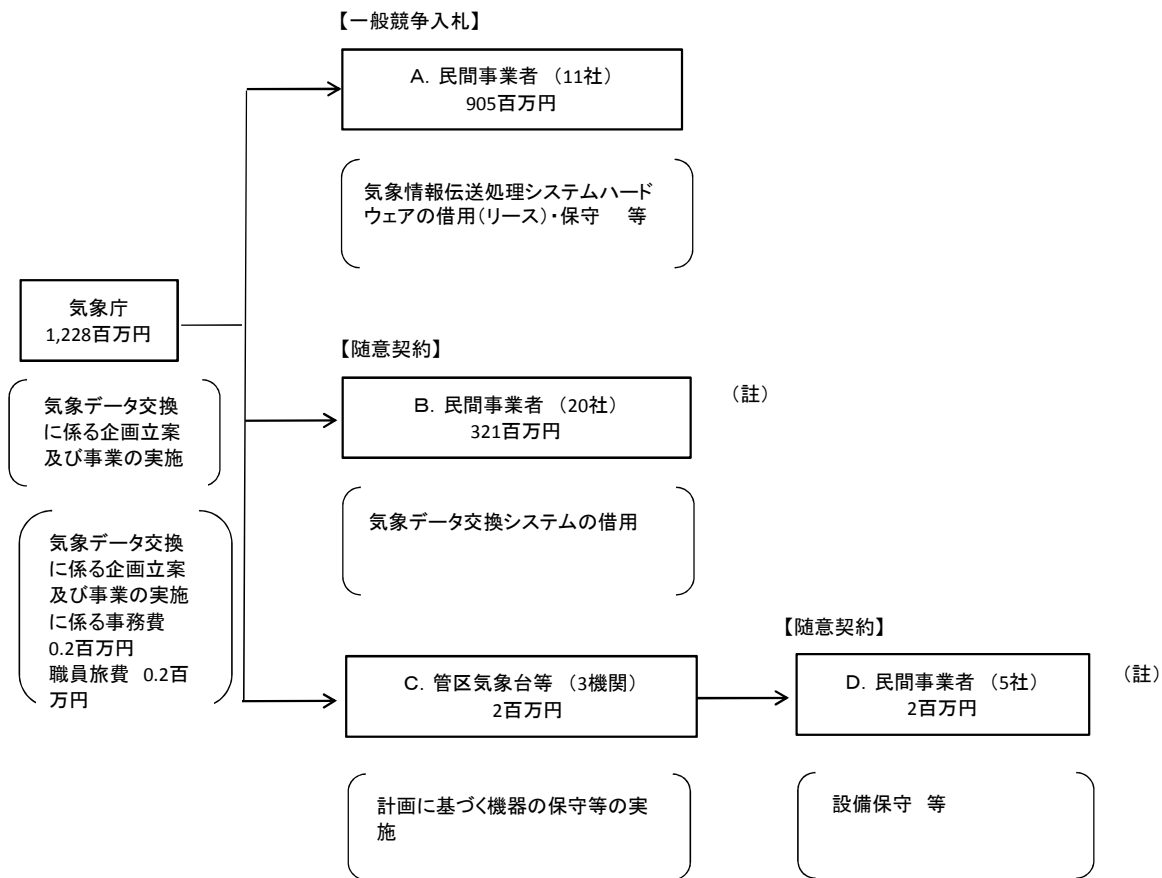 【一般競争入札】
A. 民間事業者 （11社）
905百万円
気象情報伝送処理システムハード
ウェアの借用(リース)・保守　等
気象庁
1,228百万円
気象データ交換
に係る企画立案
及び事業の実施
気象データ交換
に係る企画立案
及び事業の実施
に係る事務費
0.2百万円
職員旅費　0.2百
万円
【随意契約】
B. 民間事業者 （20社）
321百万円
（註）
気象データ交換システムの借用
C. 管区気象台等 （3機関）
2百万円
計画に基づく機器の保守等の実
施
【随意契約】
D. 民間事業者 （5社）
2百万円
（註）
設備保守　等